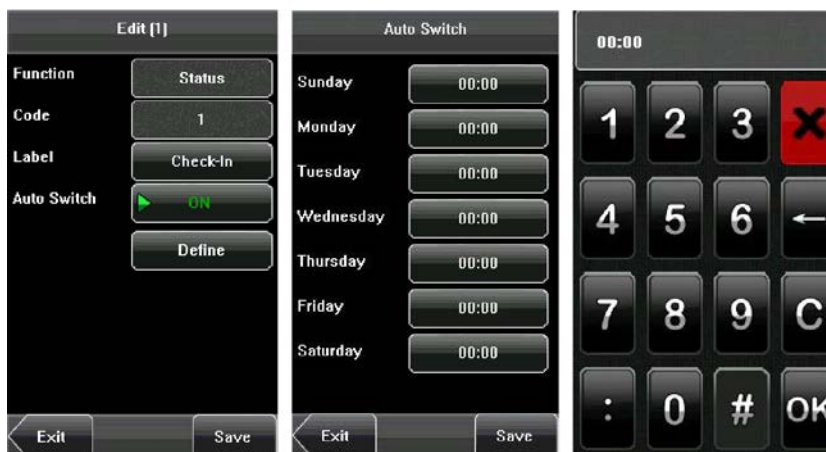 Edit [1]
Function Status
Code 1
Label Check-In
Auto Switch ON
Define
Exit Save
Auto Switch
Sunday 00:00
Monday 00:00
Tuesday 00:00
Wednesday 00:00
Thursday 00:00
Friday 00:00
Saturday 00:00
Exit Save
00:00
1 2 3 X
4 5 6 ←
7 8 9 C
: 0 # OK